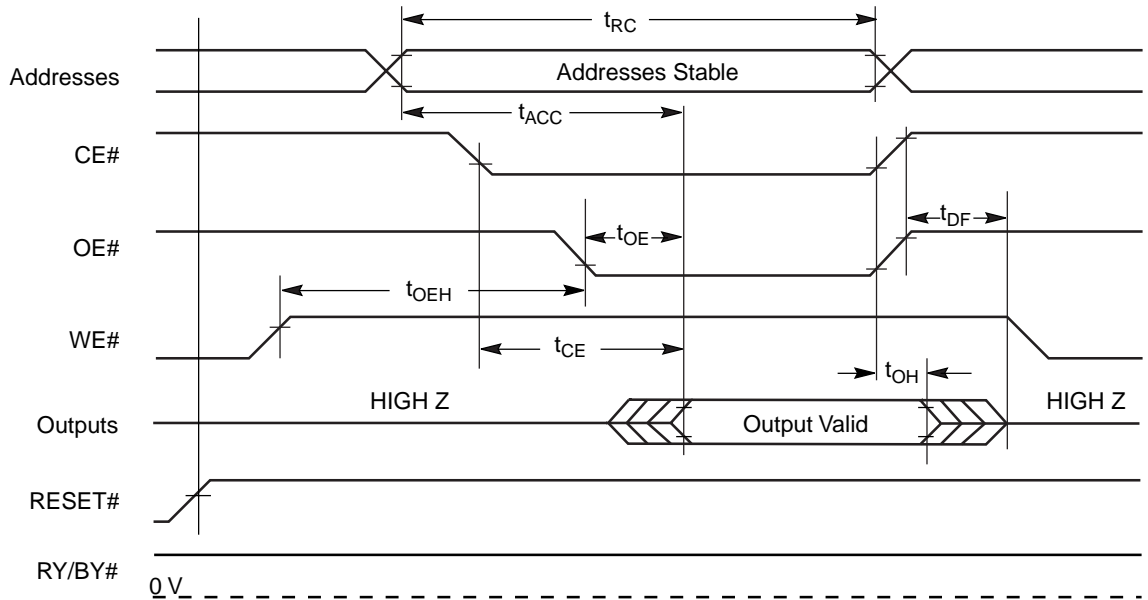 tRC
Addresses
Addresses Stable
tACC
CE#
tDF
OE#
tOE
tOEH
WE#
tCE
tOH
HIGH Z
HIGH Z
Outputs
Output Valid
RESET#
RY/BY#
0 V